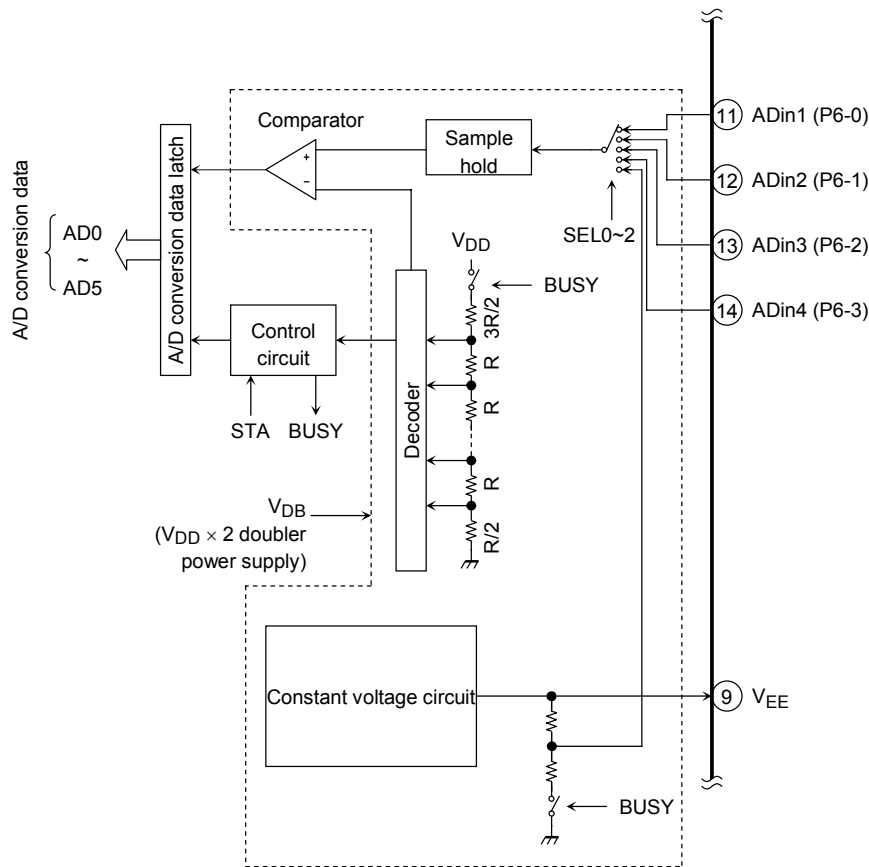 Comparator
Sample
hold
11 ADin1 (P6-0)
12 ADin2 (P6-1)
13 ADin3 (P6-2)
14 ADin4 (P6-3)
SEL0~2
+
−
A/D conversion data
AD0
~
AD5
A/D conversion data latch
Control
circuit
STA
BUSY
Decoder
VDD
BUSY
3R/2
R
R
R
R/2
VDB
(VDD × 2 doubler
power supply)
Constant voltage circuit
9 VEE
BUSY